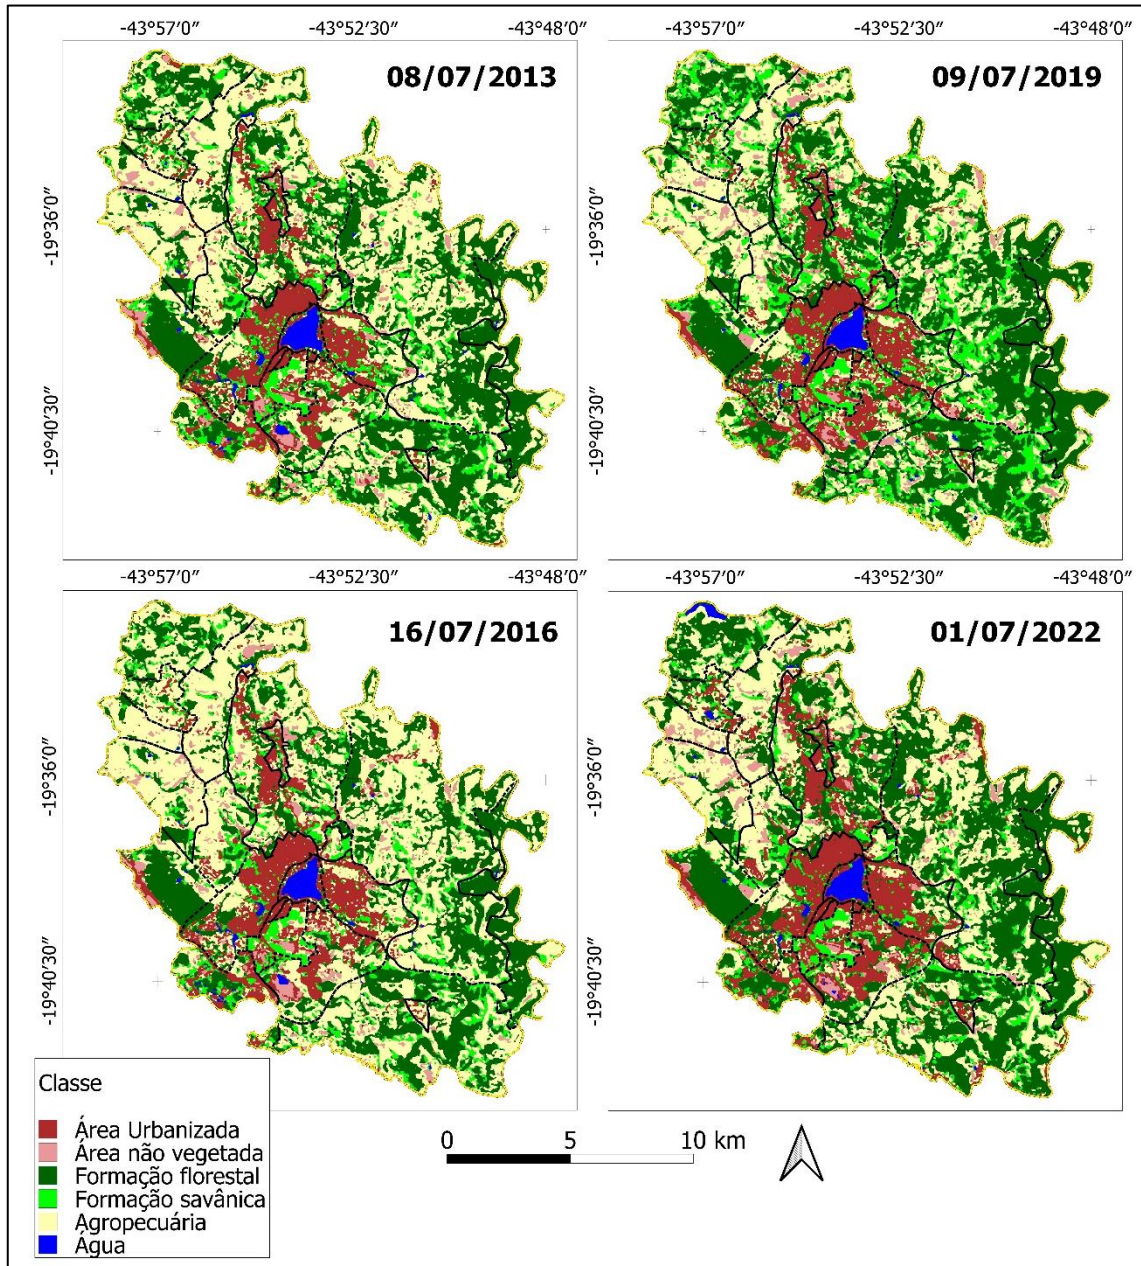 -43°57'0" -43°52'30" -43°48'0"
-43°57'0" -43°52'30" -43°48'0"
08/07/2013
09/07/2019
-19°36'0"
-19°40'30"
-19°36'0"
-19°40'30"
-43°57'0" -43°52'30" -43°48'0"
-43°57'0" -43°52'30" -43°48'0"
16/07/2016
01/07/2022
-19°36'0"
-19°40'30"
-19°36'0"
-19°40'30"
Classe
Área Urbanizada
Área não vegetada
Formação florestal
Formação savânica
Agropecuária
Água
0 5 10 km